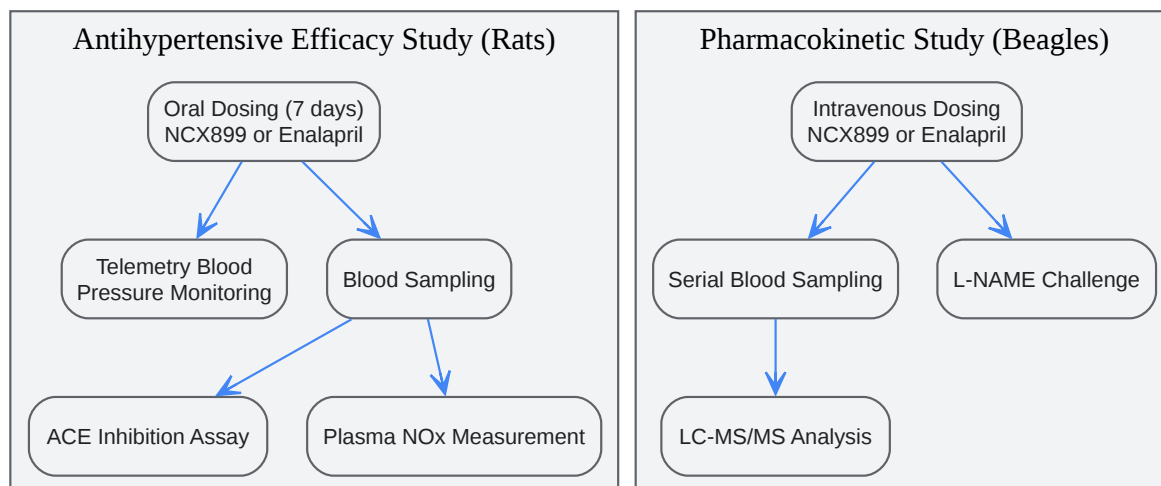 Antihypertensive Efficacy Study (Rats)
Oral Dosing (7 days)
NCX899 or Enalapril
Telemetry Blood
Pressure Monitoring
Blood Sampling
ACE Inhibition Assay
Plasma NOx Measurement
Pharmacokinetic Study (Beagles)
Intravenous Dosing
NCX899 or Enalapril
Serial Blood Sampling
L-NAME Challenge
LC-MS/MS Analysis